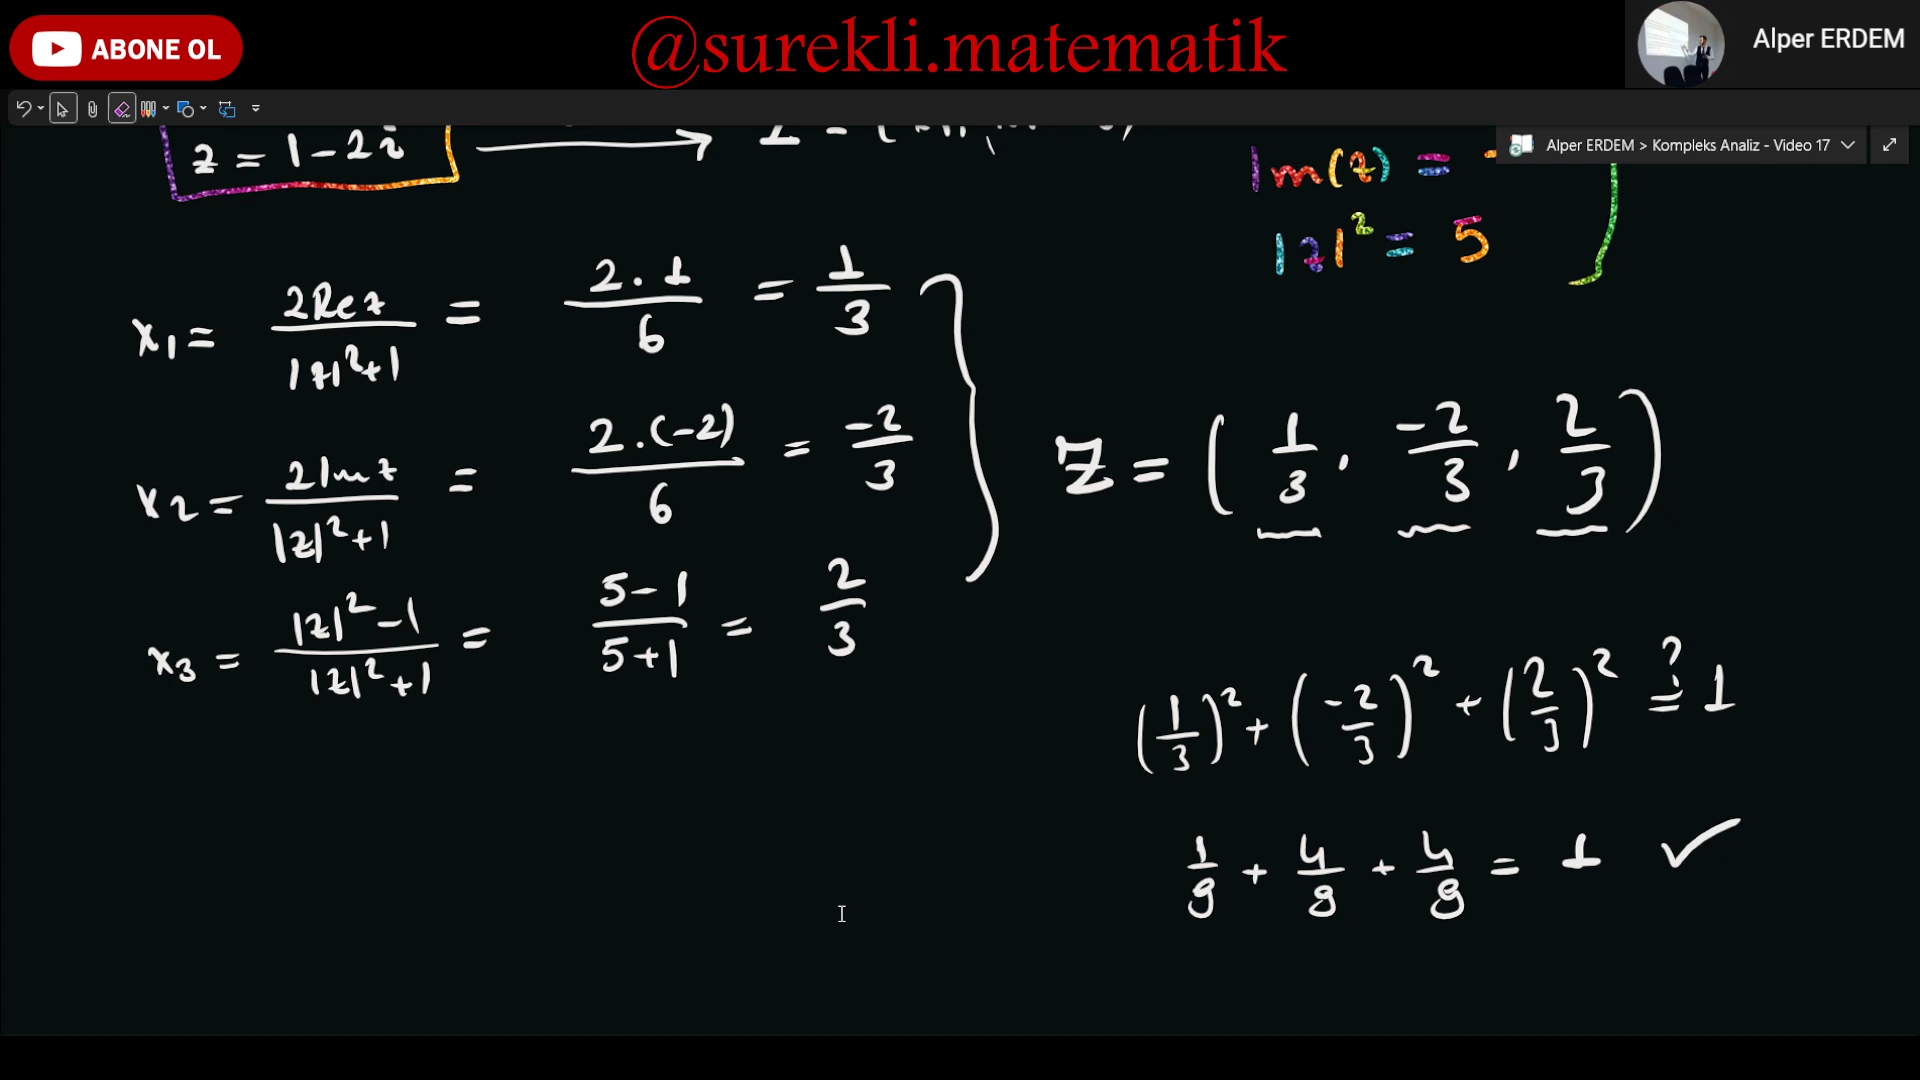 ABONE OL
@surekli.matematik
Alper ERDEM
Alper ERDEM > Kompleks Analiz - Video 17
z = 1-2i
Im(z) =
|z|² = 5
x₁ = 2Re z / |z|²+1 = 2·1 / 6 = 1/3
x₂ = 2Im z / |z|²+1 = 2·(-2) / 6 = -2/3
x₃ = |z|²-1 / |z|²+1 = 5-1 / 5+1 = 2/3
Z = (1/3, -2/3, 2/3)
(1/3)² + (-2/3)² + (2/3)² ?= 1
1/9 + 4/9 + 4/9 = 1 ✓